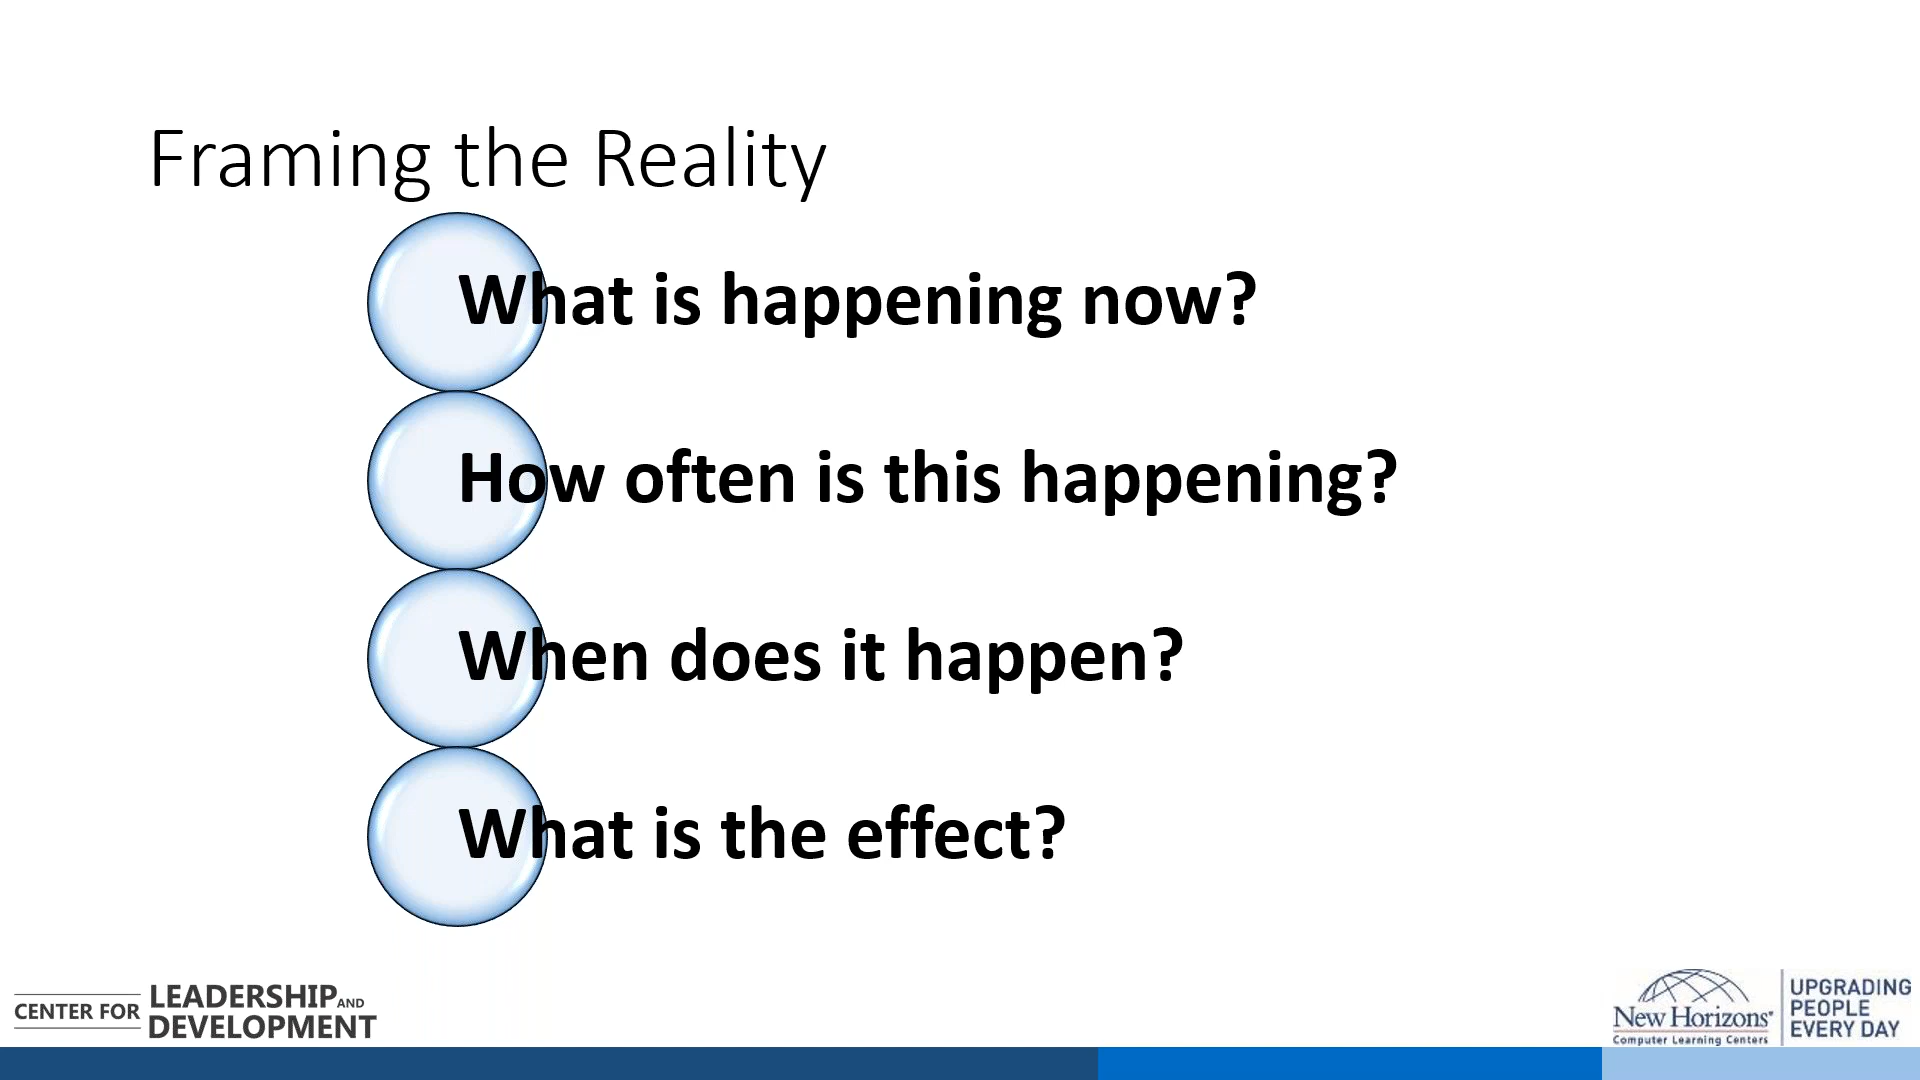 Framing the Reality
What is happening now?
How often is this happening?
When does it happen?
What is the effect?
CENTER FOR LEADERSHIP AND
DEVELOPMENT
New Horizons®
Computer Learning Centers
UPGRADING
PEOPLE
EVERY DAY